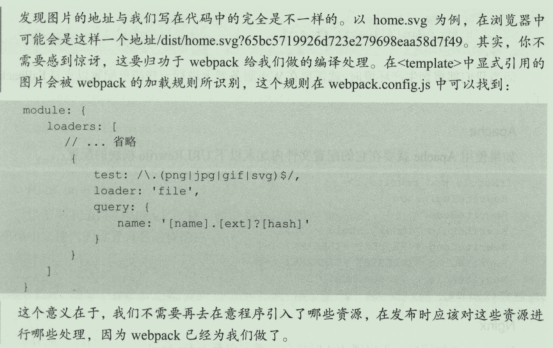 发现图片的地址与我们写在代码中的完全是不一样的。以 home.svg 为例，在浏览器中
可能会是这样一个地址/dist/home.svg?65bc5719926d723e279698eaa58d7f49。其实，你不
需要感到惊讶，这要归功于 webpack 给我们做的编译处理。在<template>中显式引用的
图片会被 webpack 的加载规则所识别，这个规则在 webpack.config.js 中可以找到：
module: {
loaders: [
// ... 省略
{
test: /\.(png|jpg|gif|svg)$/,
loader: 'file',
query: {
name: '[name].[ext]?[hash]'
}
}
]
}
这个意义在于，我们不需要再去在意程序引入了哪些资源，在发布时应该对这些资源进
行哪些处理，因为 webpack 已经为我们做了。